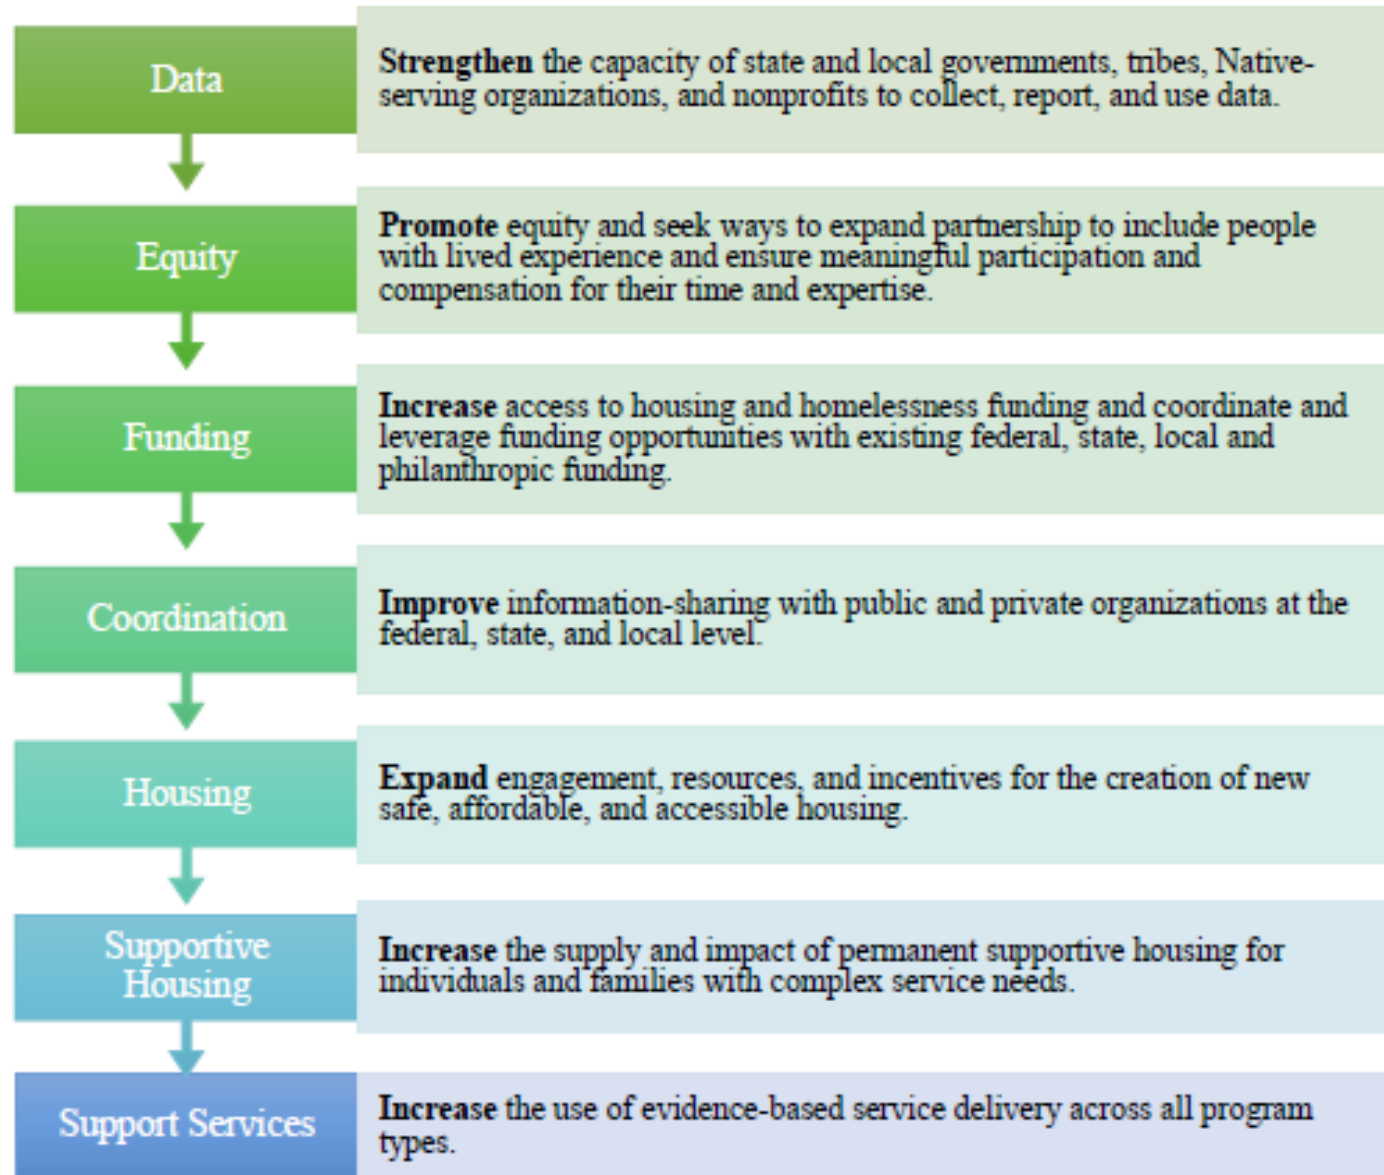 Data
Strengthen the capacity of state and local governments, tribes, Native-
serving organizations, and nonprofits to collect, report, and use data.
Equity
Promote equity and seek ways to expand partnership to include people
with lived experience and ensure meaningful participation and
compensation for their time and expertise.
Funding
Increase access to housing and homelessness funding and coordinate and
leverage funding opportunities with existing federal, state, local and
philanthropic funding.
Coordination
Improve information-sharing with public and private organizations at the
federal, state, and local level.
Housing
Expand engagement, resources, and incentives for the creation of new
safe, affordable, and accessible housing.
Supportive
Housing
Increase the supply and impact of permanent supportive housing for
individuals and families with complex service needs.
Support Services
Increase the use of evidence-based service delivery across all program
types.